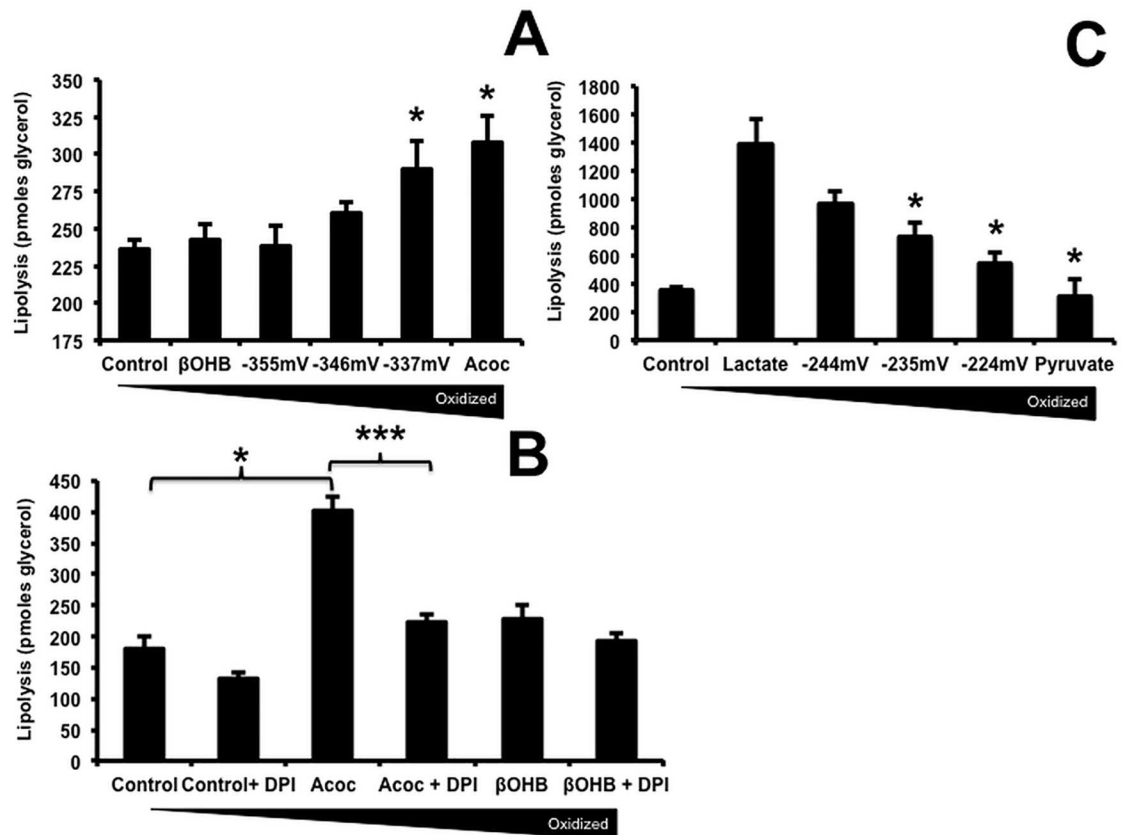 A
Lipolysis (pmoles glycerol)
350
325
300
275
250
225
200
175
*
*
Control βOHB -355mV -346mV -337mV Acoc
Oxidized
C
Lipolysis (pmoles glycerol)
1800
1600
1400
1200
1000
800
600
400
200
0
*
*
*
Control Lactate -244mV -235mV -224mV Pyruvate
Oxidized
B
Lipolysis (pmoles glycerol)
450
400
350
300
250
200
150
100
50
0
*
***
Control Control+ DPI Acoc Acoc + DPI βOHB βOHB + DPI
Oxidized